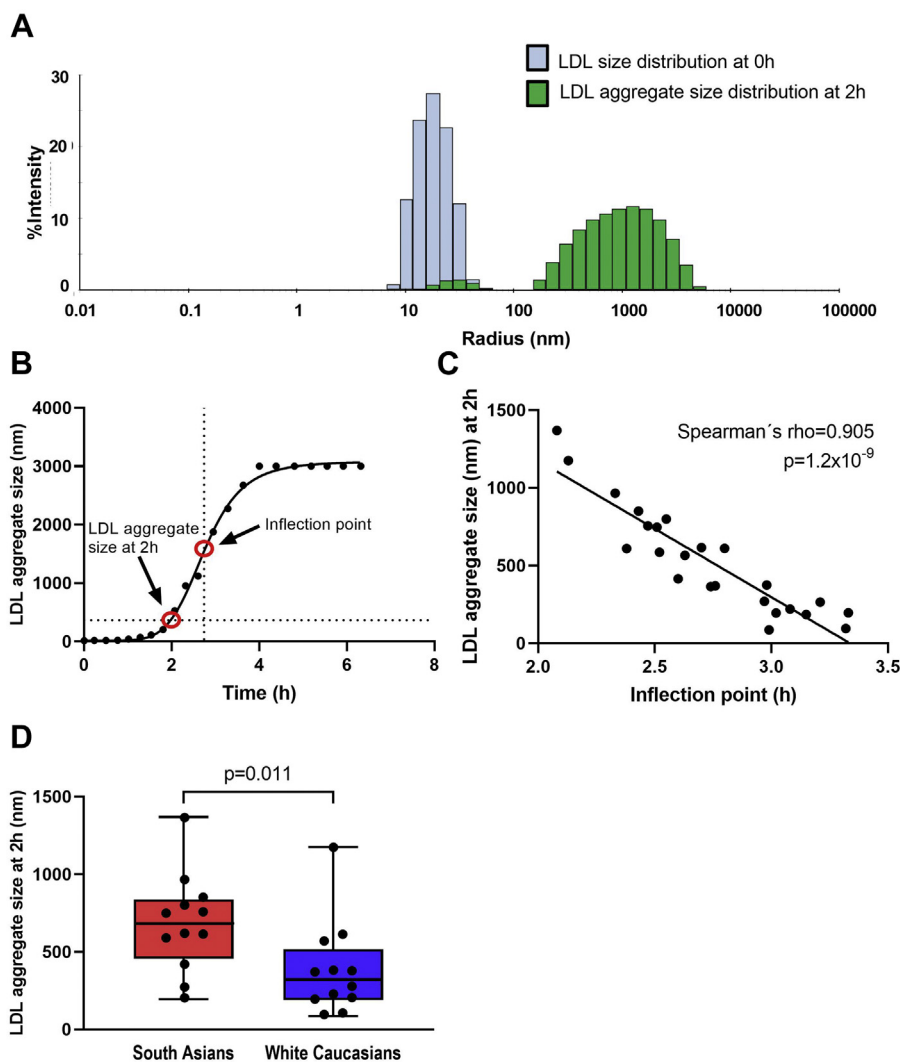 A
LDL size distribution at 0h
LDL aggregate size distribution at 2h
30
20
10
0
%Intensity
0.01 0.1 1 10 100 1000 10000 100000
Radius (nm)
B
4000
3000
2000
1000
0
LDL aggregate size (nm)
LDL aggregate
size at 2h
Inflection point
0 2 4 6 8
Time (h)
C
1500
1000
500
0
LDL aggregate size (nm) at 2h
Spearman´s rho=0.905
p=1.2x10⁻⁹
2.0 2.5 3.0 3.5
Inflection point (h)
D
p=0.011
1500
1000
500
0
LDL aggregate size at 2h (nm)
South Asians White Caucasians